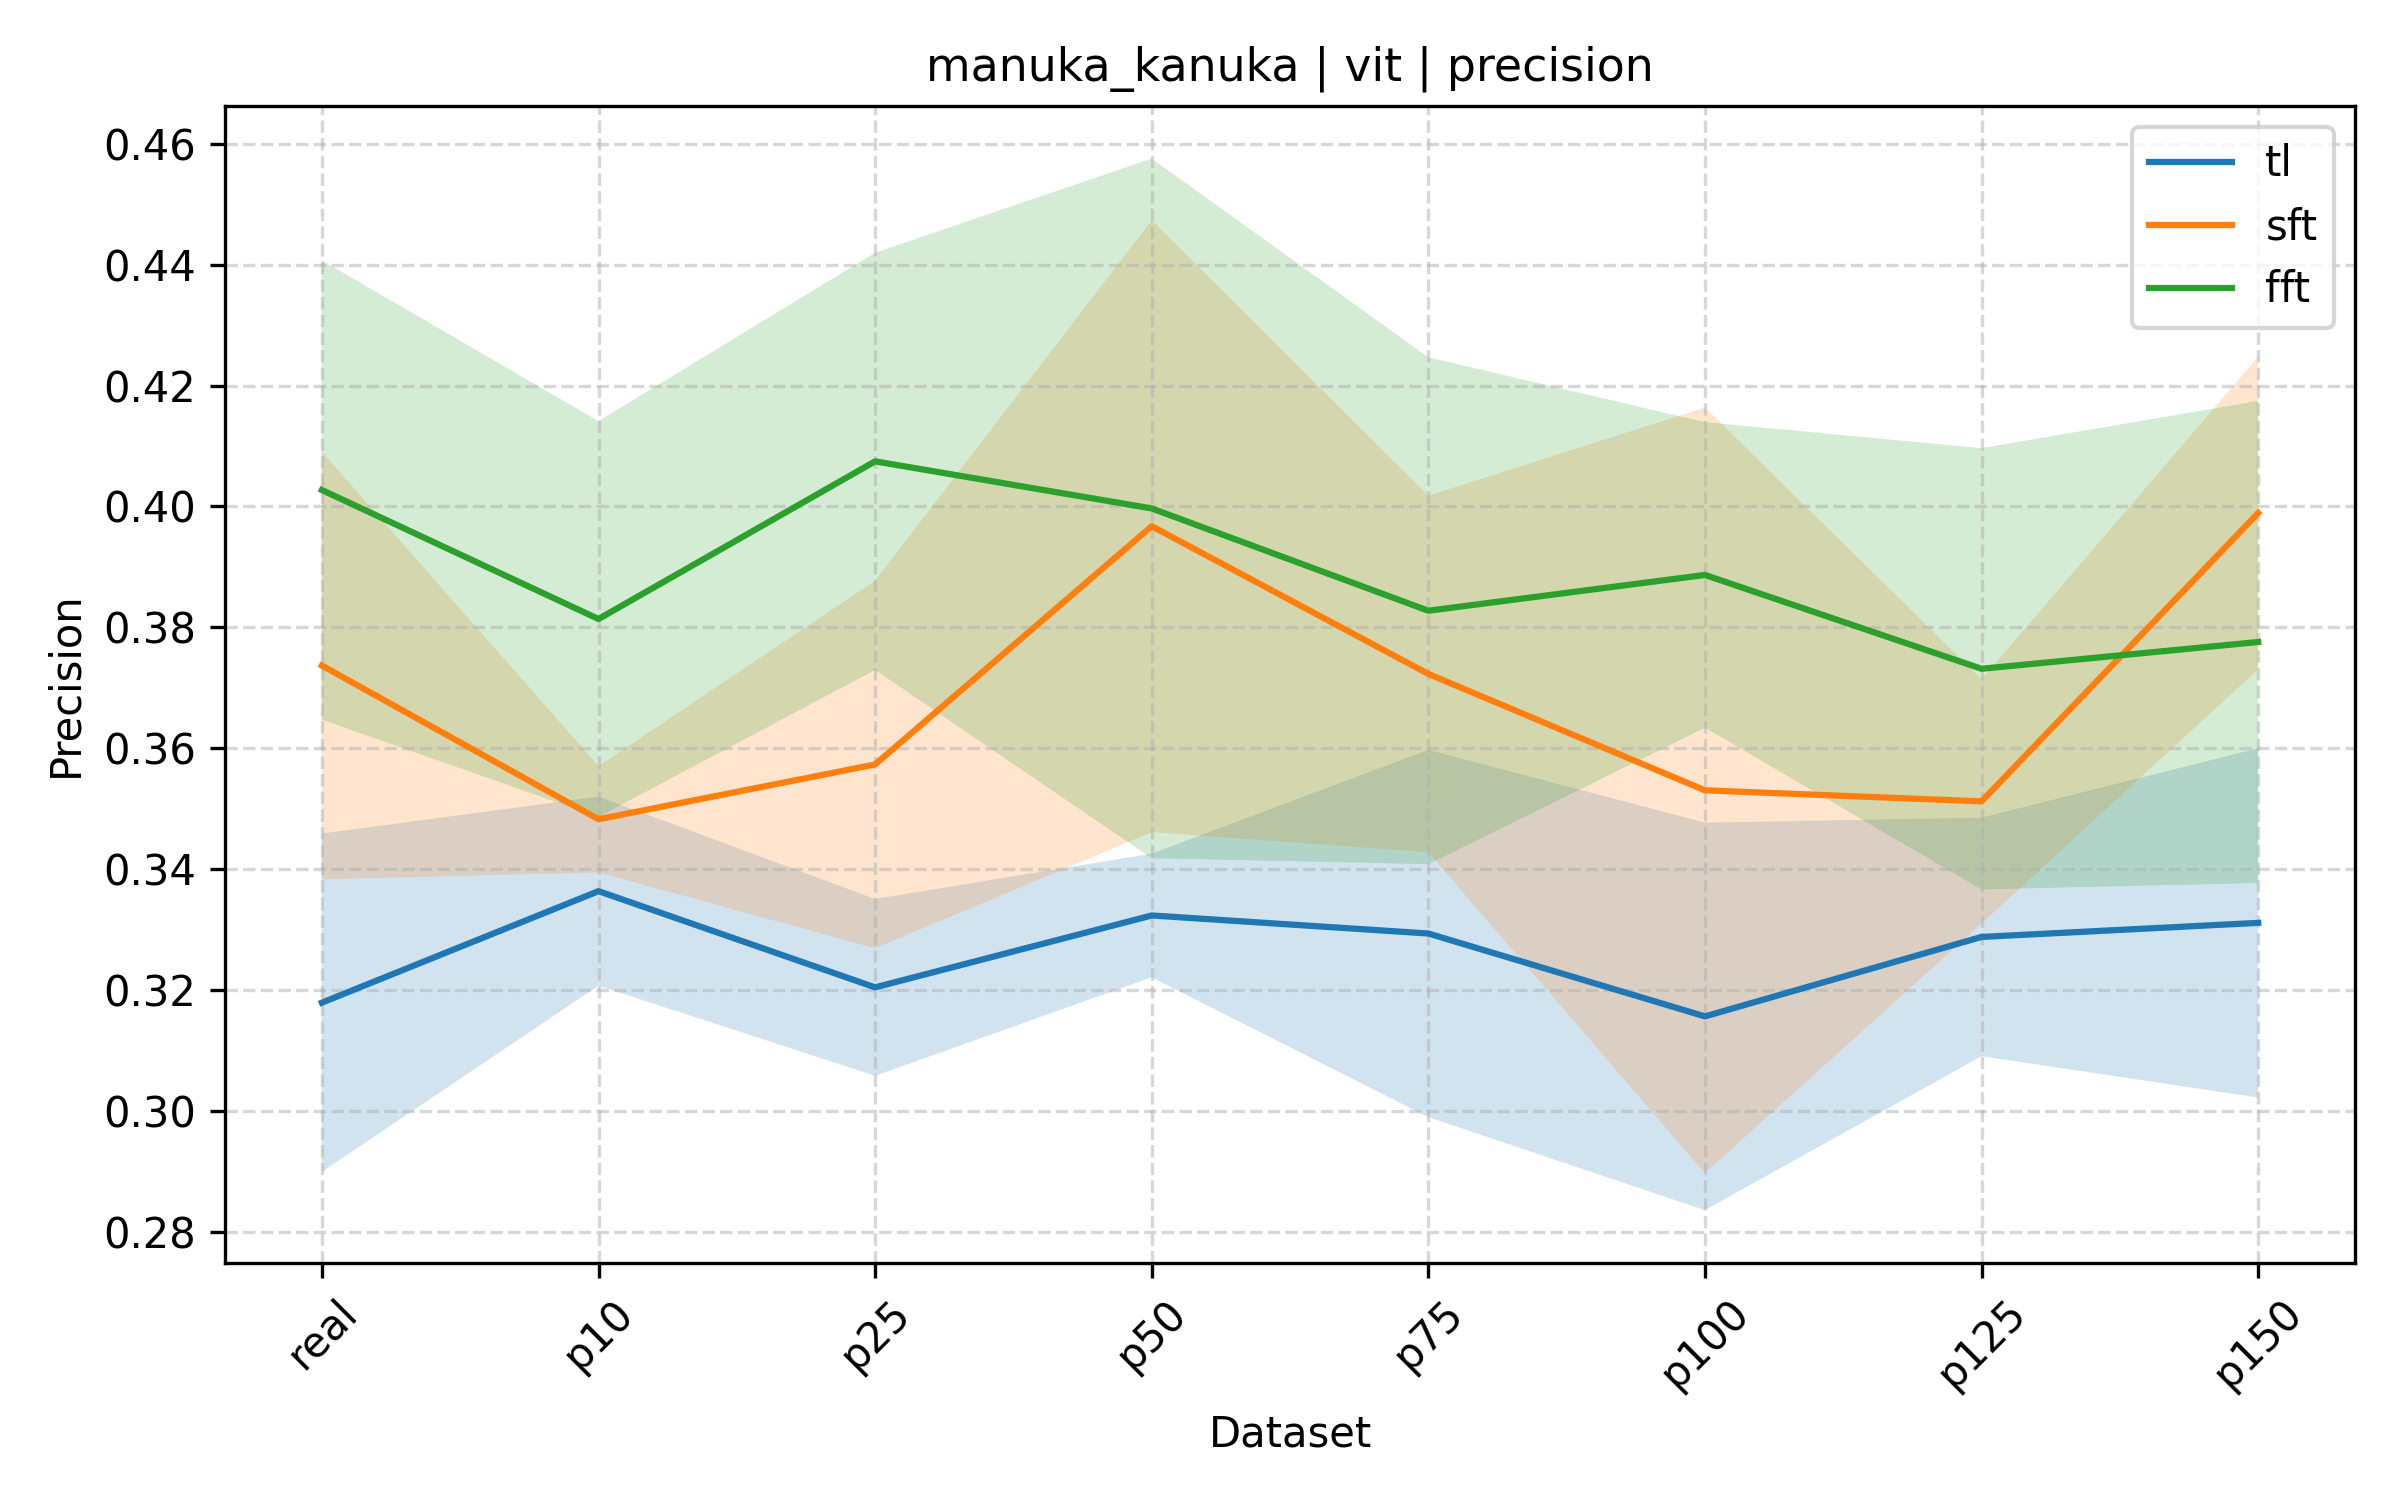 manuka_kanuka | vit | precision
0.46
0.44
0.42
0.40
0.38
0.36
0.34
0.32
0.30
0.28
Precision
tl
sft
fft
real
p10
p25
p50
p75
p100
p125
p150
Dataset